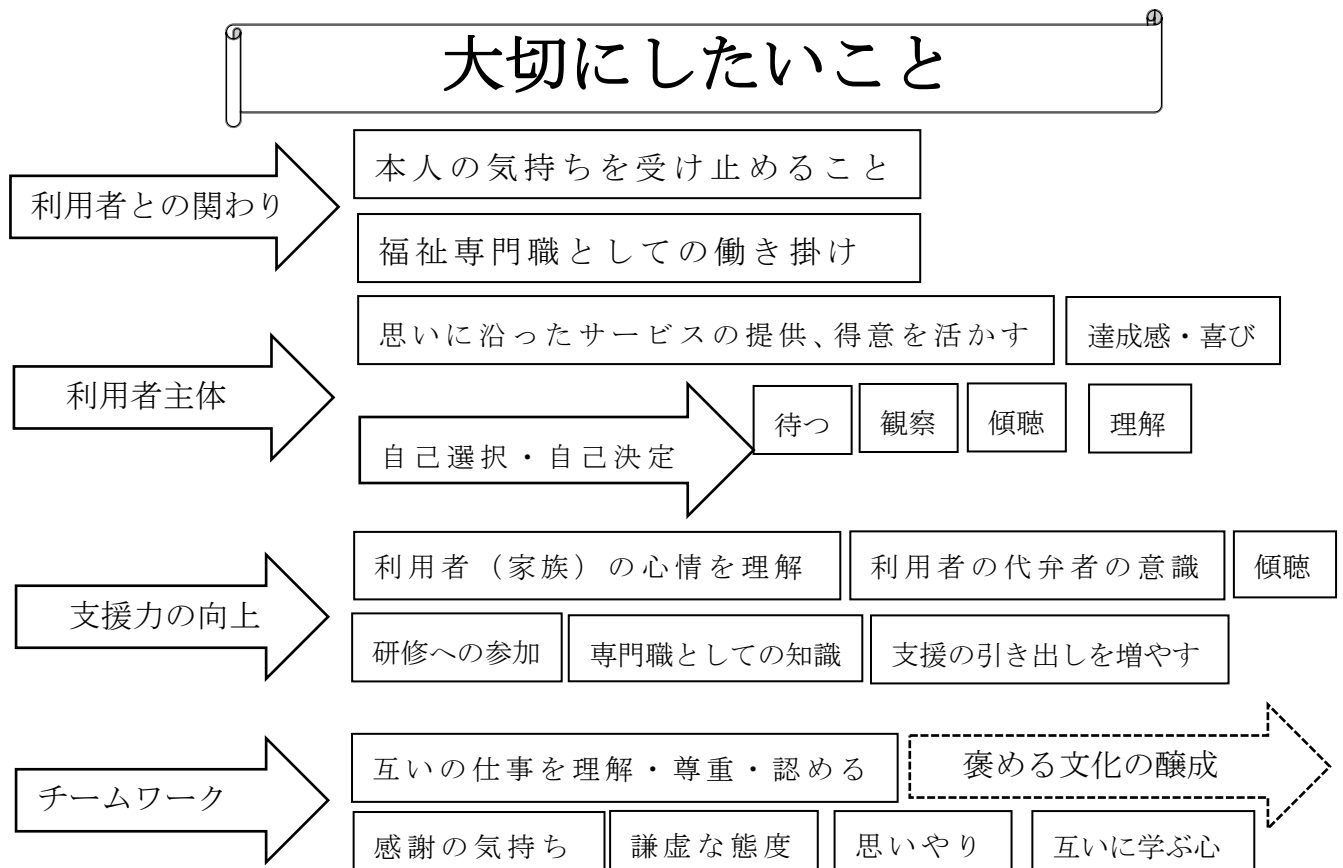 大切にしたいこと
利用者との関わり
本人の気持ちを受け止めること
福祉専門職としての働き掛け
利用者主体
思いに沿ったサービスの提供、得意を活かす
達成感・喜び
自己選択・自己決定
待つ
観察
傾聴
理解
支援力の向上
利用者（家族）の心情を理解
利用者の代弁者の意識
傾聴
研修への参加
専門職としての知識
支援の引き出しを増やす
チームワーク
互いの仕事を理解・尊重・認める
褒める文化の醸成
感謝の気持ち
謙虚な態度
思いやり
互いに学ぶ心